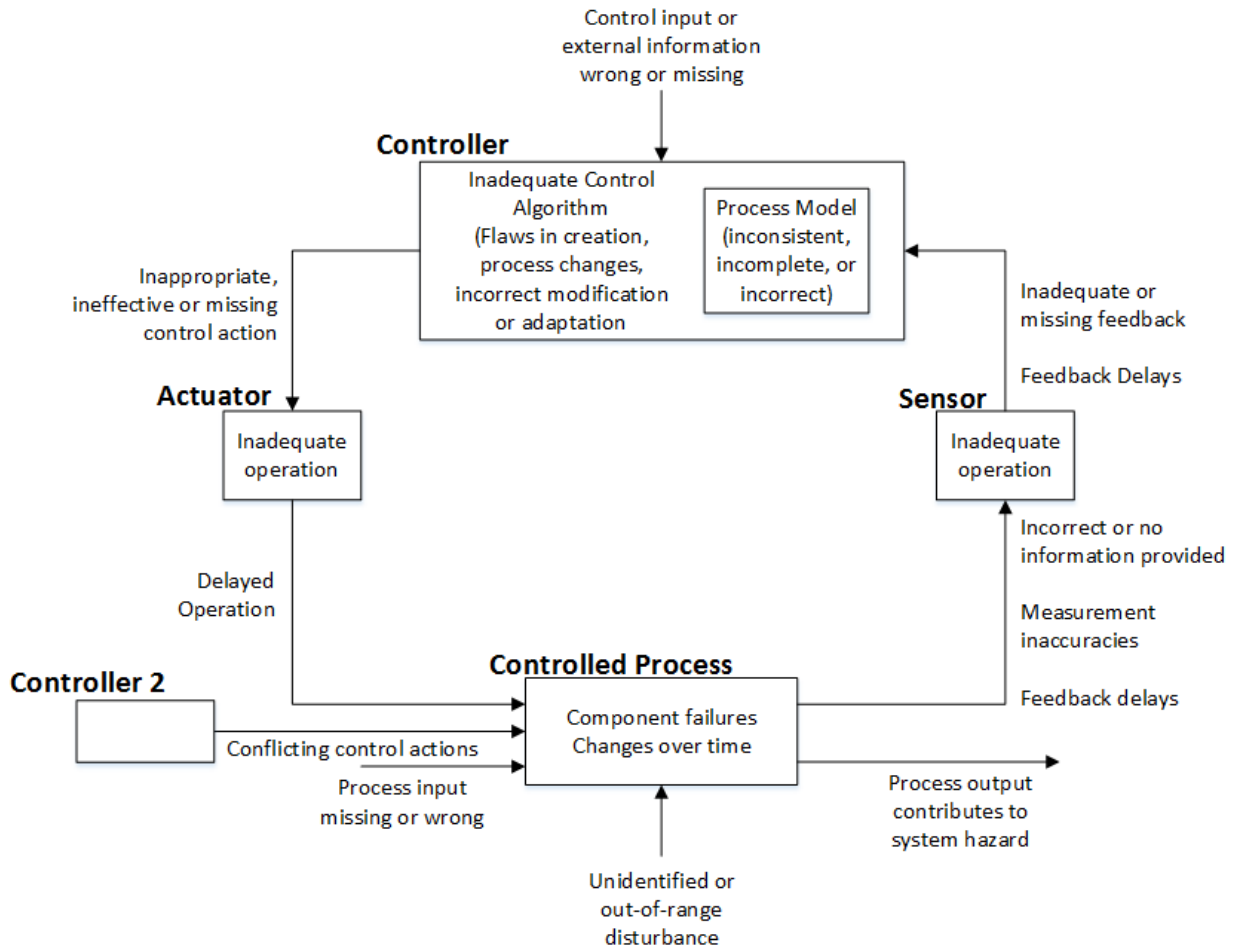 Control input or
external information
wrong or missing
Controller
Inadequate Control
Algorithm
(Flaws in creation,
process changes,
incorrect modification
or adaptation
Process Model
(inconsistent,
incomplete, or
incorrect)
Inappropriate,
ineffective or missing
control action
Inadequate or
missing feedback
Feedback Delays
Actuator
Inadequate
operation
Sensor
Inadequate
operation
Delayed
Operation
Incorrect or no
information provided
Measurement
inaccuracies
Feedback delays
Controller 2
Conflicting control actions
Controlled Process
Component failures
Changes over time
Process input
missing or wrong
Process output
contributes to
system hazard
Unidentified or
out-of-range
disturbance